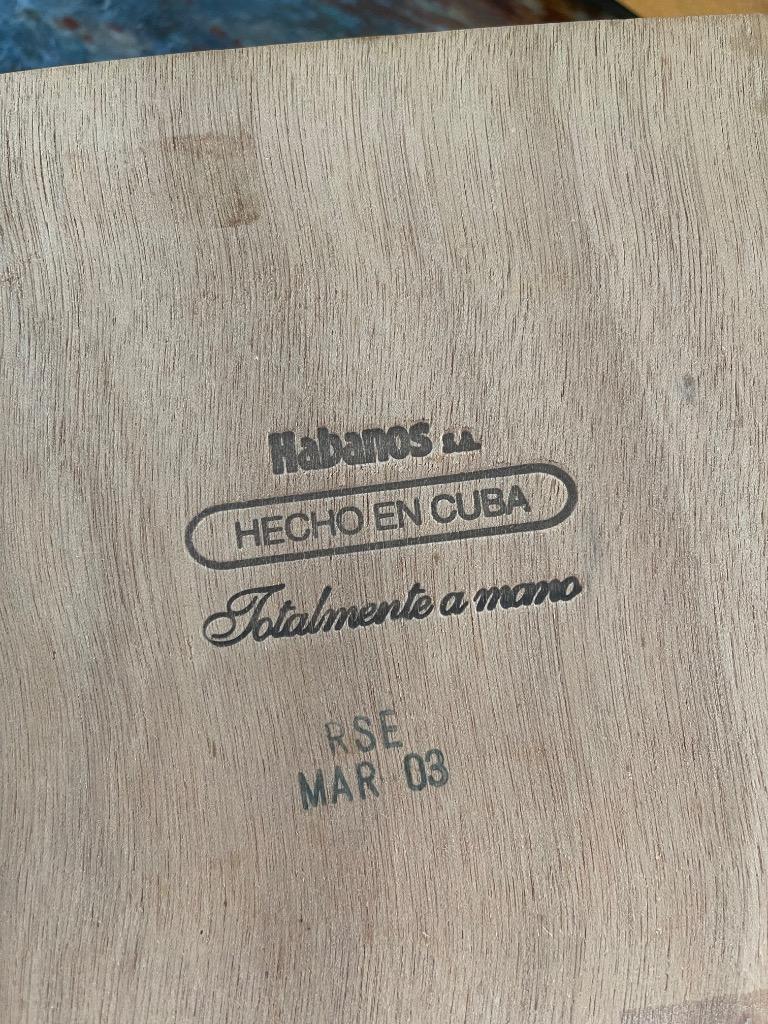 Habanos s.a.
HECHO EN CUBA
Totalmente a mano
RSE
MAR 03